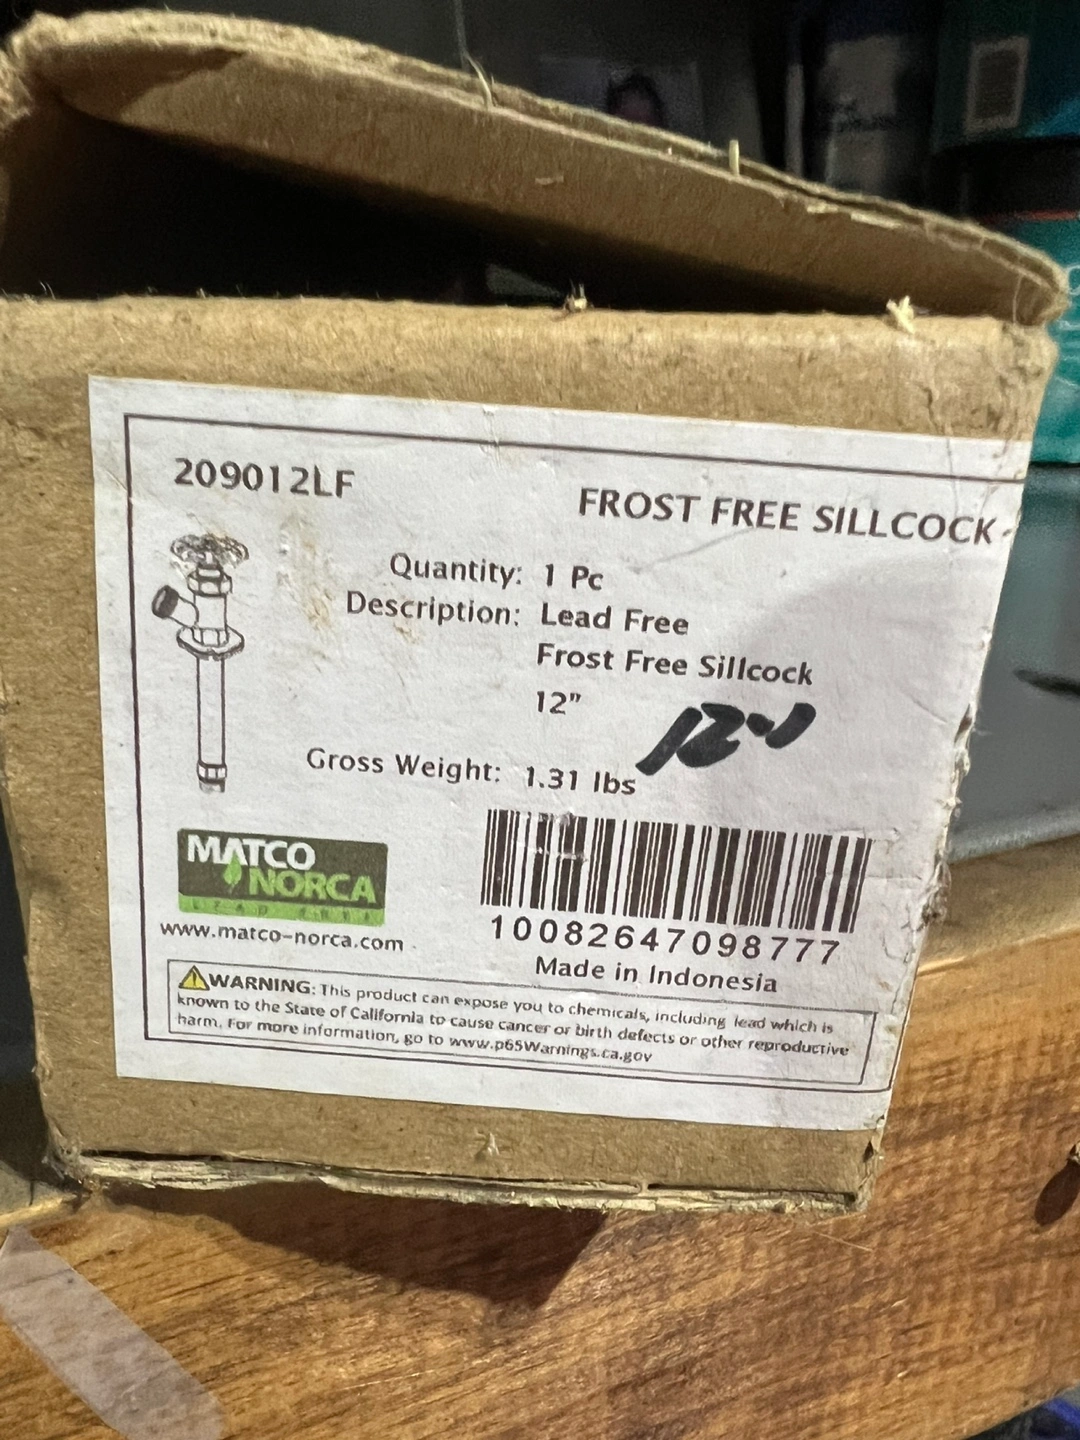 209012LF
FROST FREE SILLCOCK
Quantity: 1 Pc
Description: Lead Free
Frost Free Sillcock
12"
12"
Gross Weight: 1.31 lbs
MATCO
NORCA
LEAD FREE
www.matco-norca.com
10082647098777
Made in Indonesia
WARNING: This product can expose you to chemicals, including lead which is
known to the State of California to cause cancer or birth defects or other reproductive
harm. For more information, go to www.p65Warnings.ca.gov